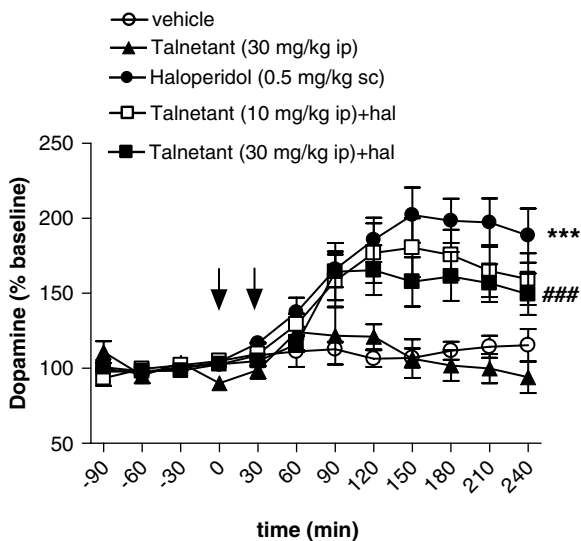 vehicle
Talnetant (30 mg/kg ip)
Haloperidol (0.5 mg/kg sc)
Talnetant (10 mg/kg ip)+hal
Talnetant (30 mg/kg ip)+hal
Dopamine (% baseline)
250
200
150
100
50
***
###
-90 -60 -30 0 30 60 90 120 150 180 210 240
time (min)